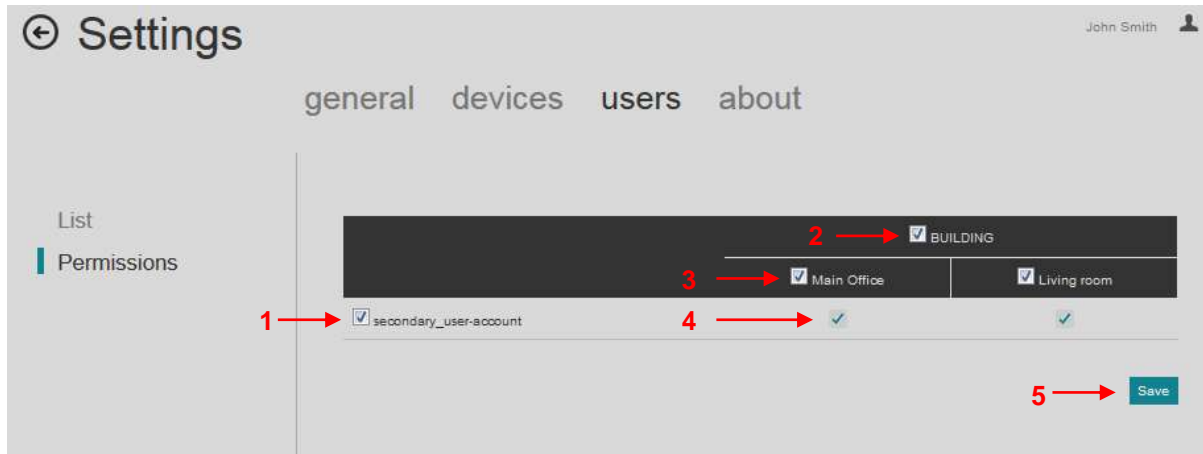 Settings
John Smith
general devices users about
List
Permissions
2 BUILDING
3 Main Office Living room
1 secondary_user-account 4
5 Save